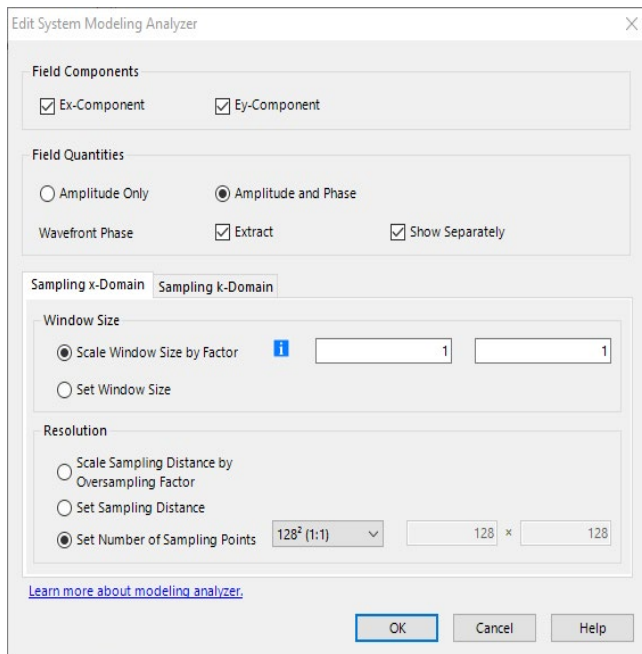 Edit System Modeling Analyzer
Field Components
Ex-Component Ey-Component
Field Quantities
Amplitude Only Amplitude and Phase
Wavefront Phase Extract Show Separately
Sampling x-Domain Sampling k-Domain
Window Size
Scale Window Size by Factor i 1 1
Set Window Size
Resolution
Scale Sampling Distance by
Oversampling Factor
Set Sampling Distance
Set Number of Sampling Points 128² (1:1) 128 × 128
Learn more about modeling analyzer.
OK Cancel Help